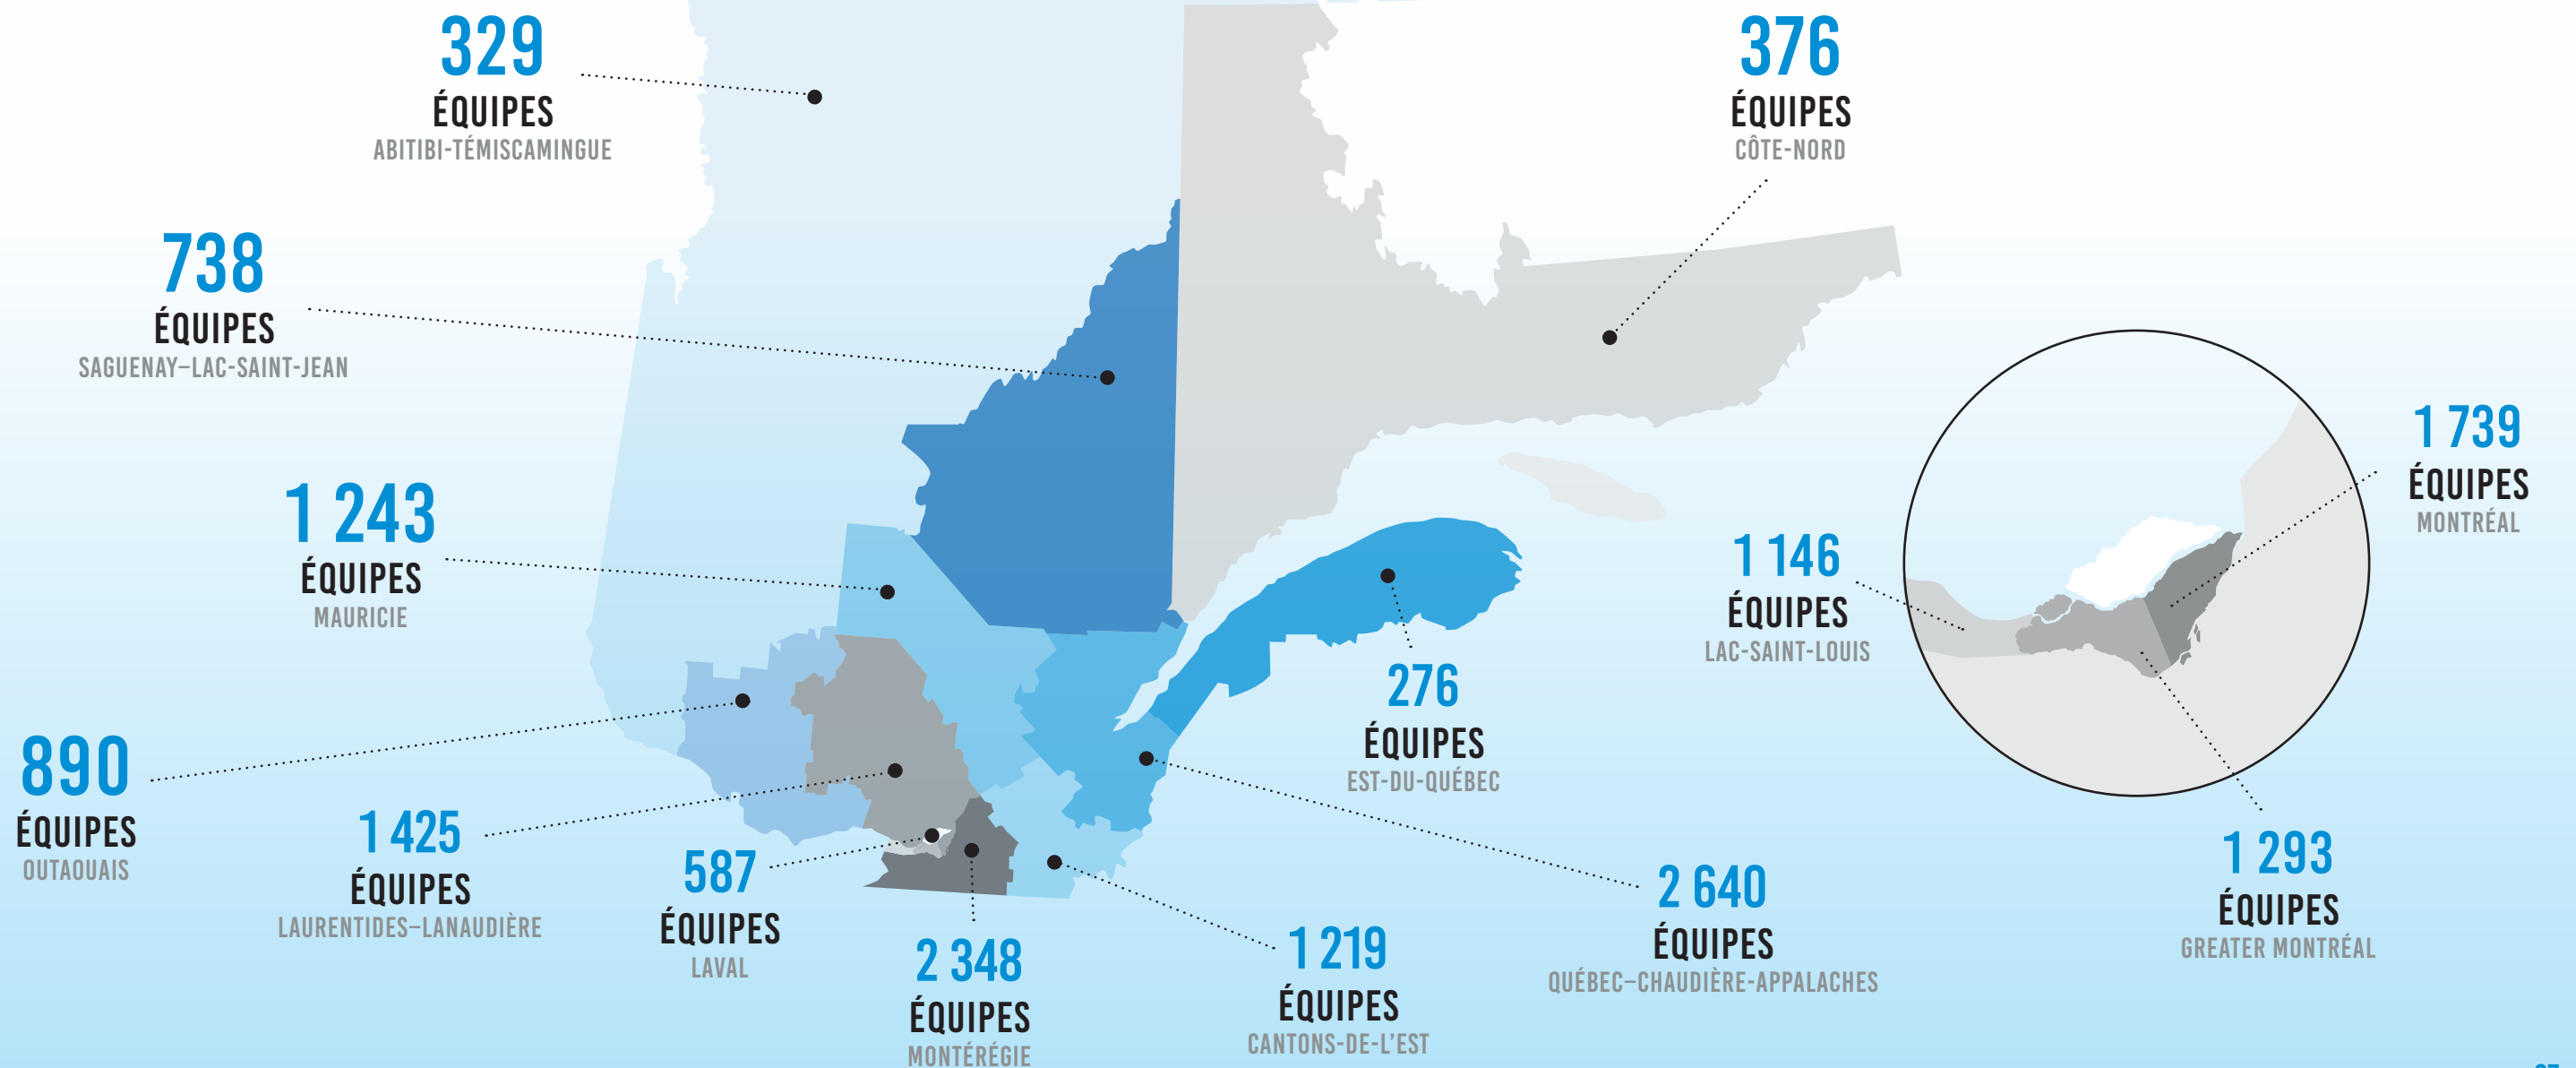 329
ÉQUIPES
ABITIBI-TÉMISCAMINGUE
376
ÉQUIPES
CÔTE-NORD
738
ÉQUIPES
SAGUENAY–LAC-SAINT-JEAN
1 739
ÉQUIPES
MONTRÉAL
1 243
ÉQUIPES
MAURICIE
1 146
ÉQUIPES
LAC-SAINT-LOUIS
276
ÉQUIPES
EST-DU-QUÉBEC
890
ÉQUIPES
OUTAOUAIS
1 425
ÉQUIPES
LAURENTIDES–LANAUDIÈRE
587
ÉQUIPES
LAVAL
2 348
ÉQUIPES
MONTÉRÉGIE
1 219
ÉQUIPES
CANTONS-DE-L'EST
2 640
ÉQUIPES
QUÉBEC–CHAUDIÈRE-APPALACHES
1 293
ÉQUIPES
GREATER MONTRÉAL